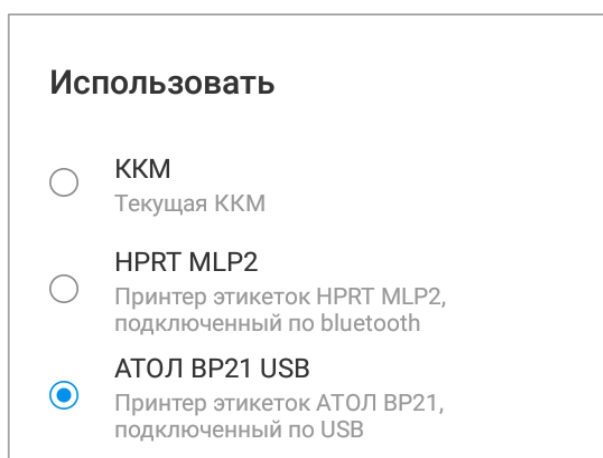 Использовать
ККМ
Текущая ККМ
HPRT MLP2
Принтер этикеток HPRT MLP2,
подключенный по bluetooth
АТОЛ BP21 USB
Принтер этикеток АТОЛ BP21,
подключенный по USB